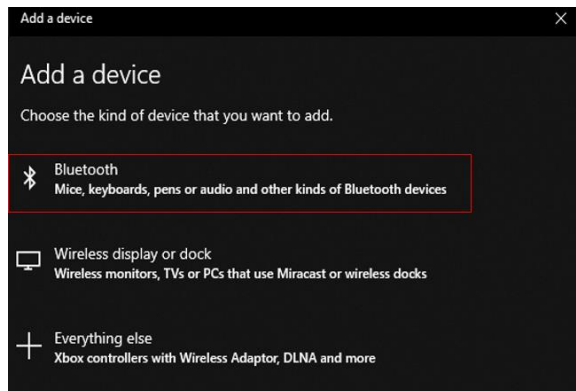 Add a device
Add a device
Choose the kind of device that you want to add.
Bluetooth
Mice, keyboards, pens or audio and other kinds of Bluetooth devices
Wireless display or dock
Wireless monitors, TVs or PCs that use Miracast or wireless docks
Everything else
Xbox controllers with Wireless Adaptor, DLNA and more